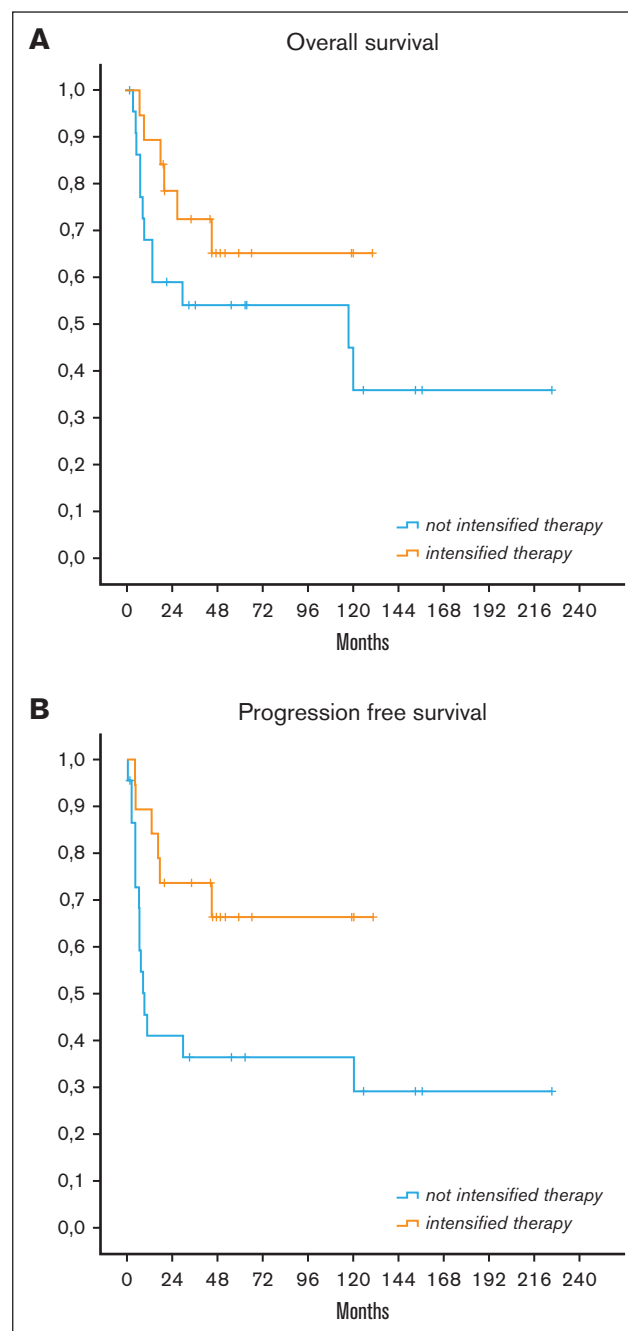 A
Overall survival
1,0
0,9
0,8
0,7
0,6
0,5
0,4
0,3
0,2
0,1
0,0
not intensified therapy
intensified therapy
0 24 48 72 96 120 144 168 192 216 240
Months
B
Progression free survival
1,0
0,9
0,8
0,7
0,6
0,5
0,4
0,3
0,2
0,1
0,0
not intensified therapy
intensified therapy
0 24 48 72 96 120 144 168 192 216 240
Months